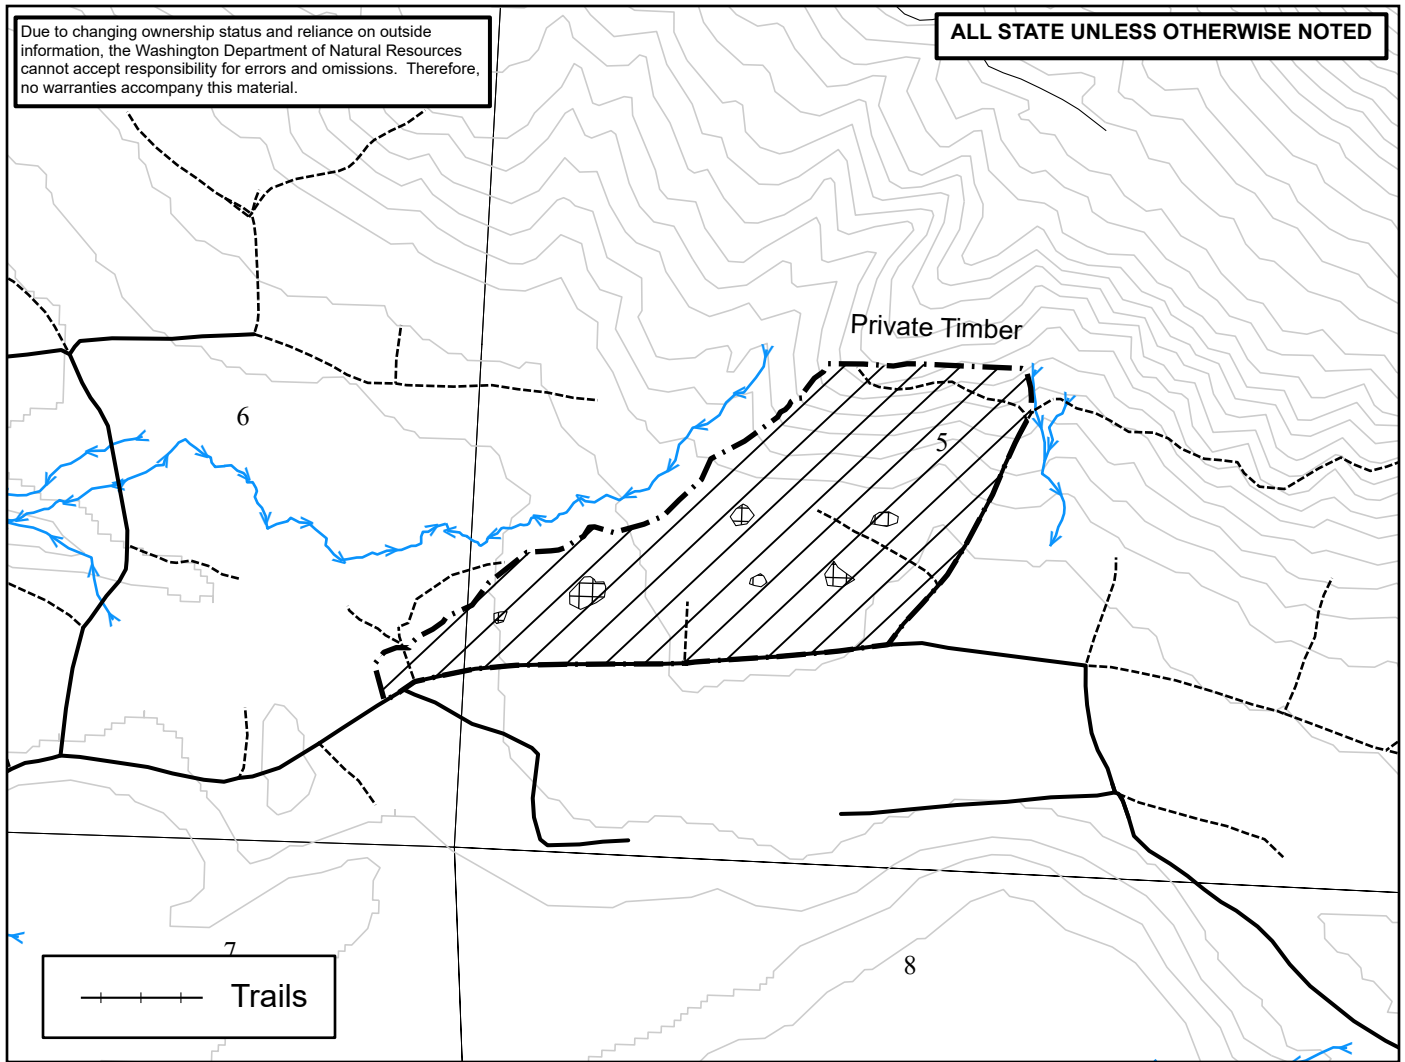 Due to changing ownership status and reliance on outside
information, the Washington Department of Natural Resources
cannot accept responsibility for errors and omissions. Therefore,
no warranties accompany this material.
ALL STATE UNLESS OTHERWISE NOTED
Private Timber
6
5
7
8
Trails